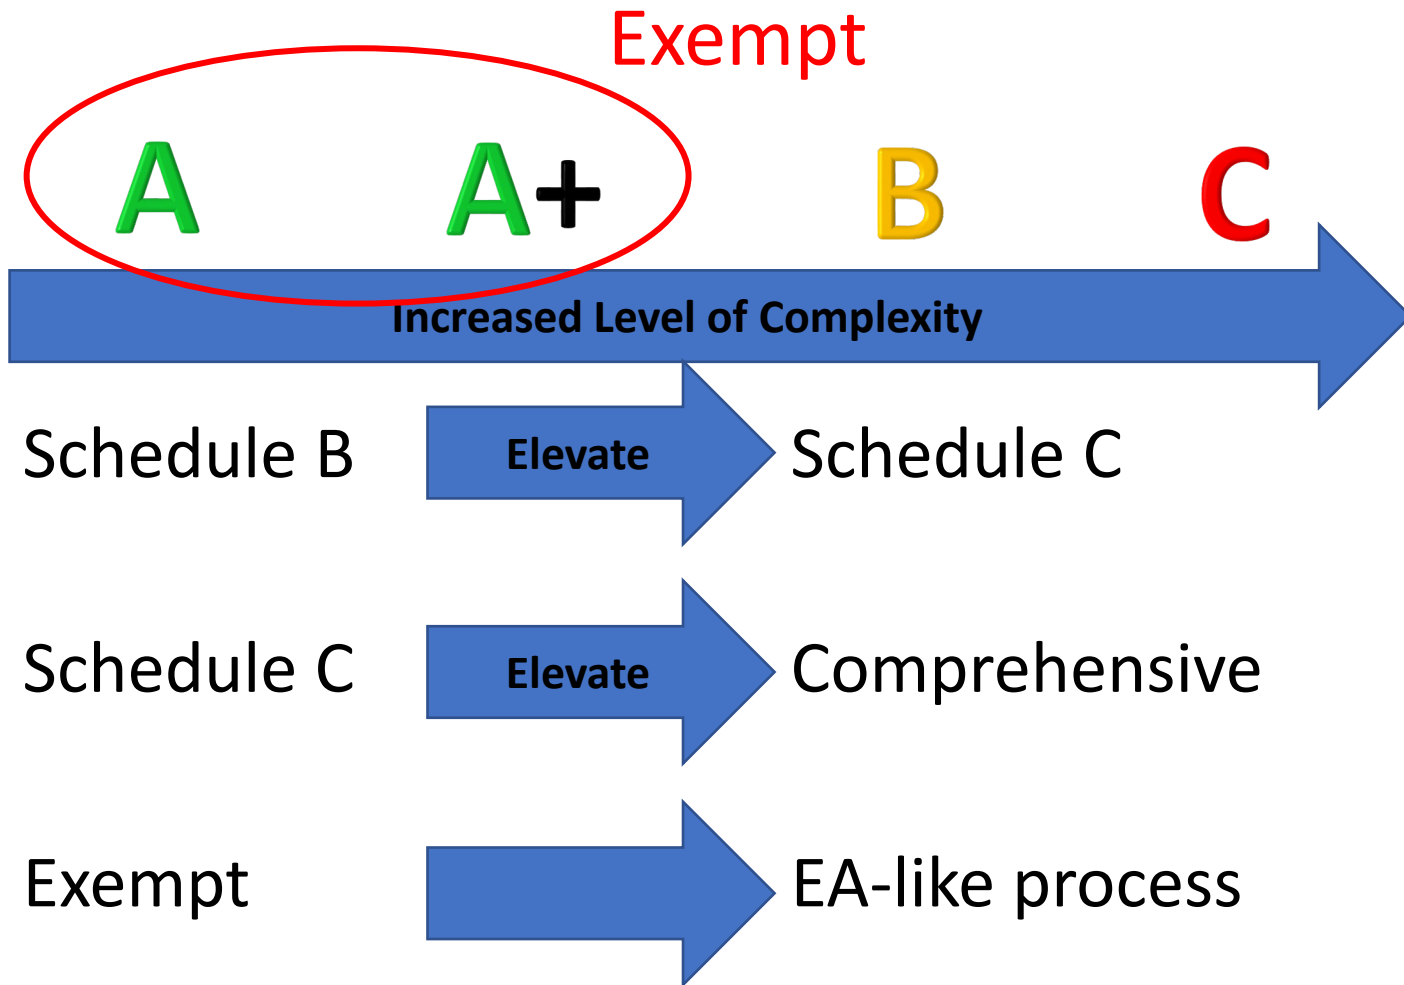 Exempt
A A+ B C
Increased Level of Complexity
Schedule B Elevate Schedule C
Schedule C Elevate Comprehensive
Exempt EA-like process